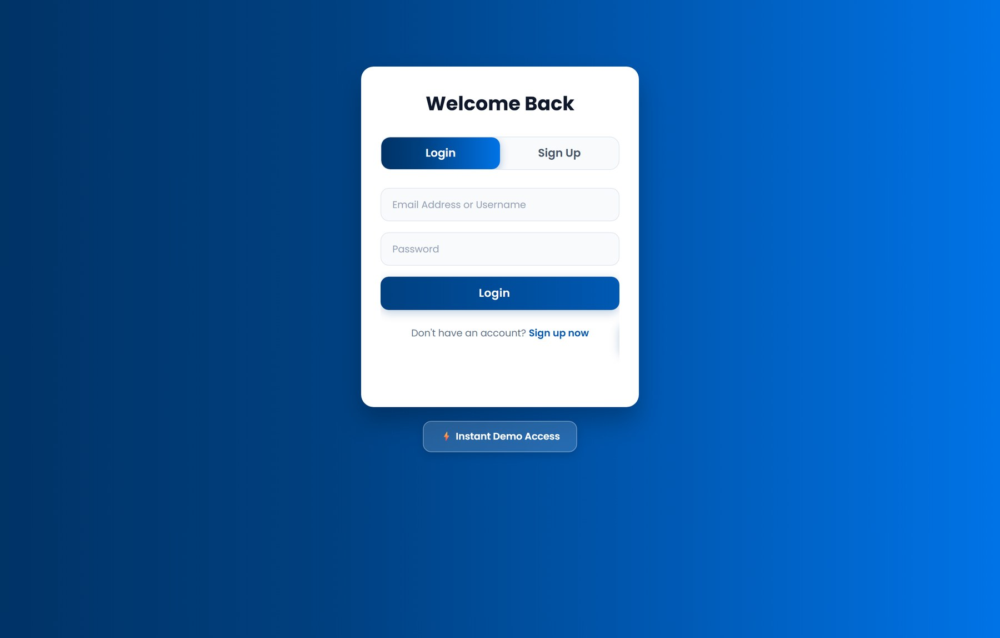 Welcome Back
Login
Sign Up
Email Address or Username
Password
Login
Don't have an account? Sign up now
Instant Demo Access